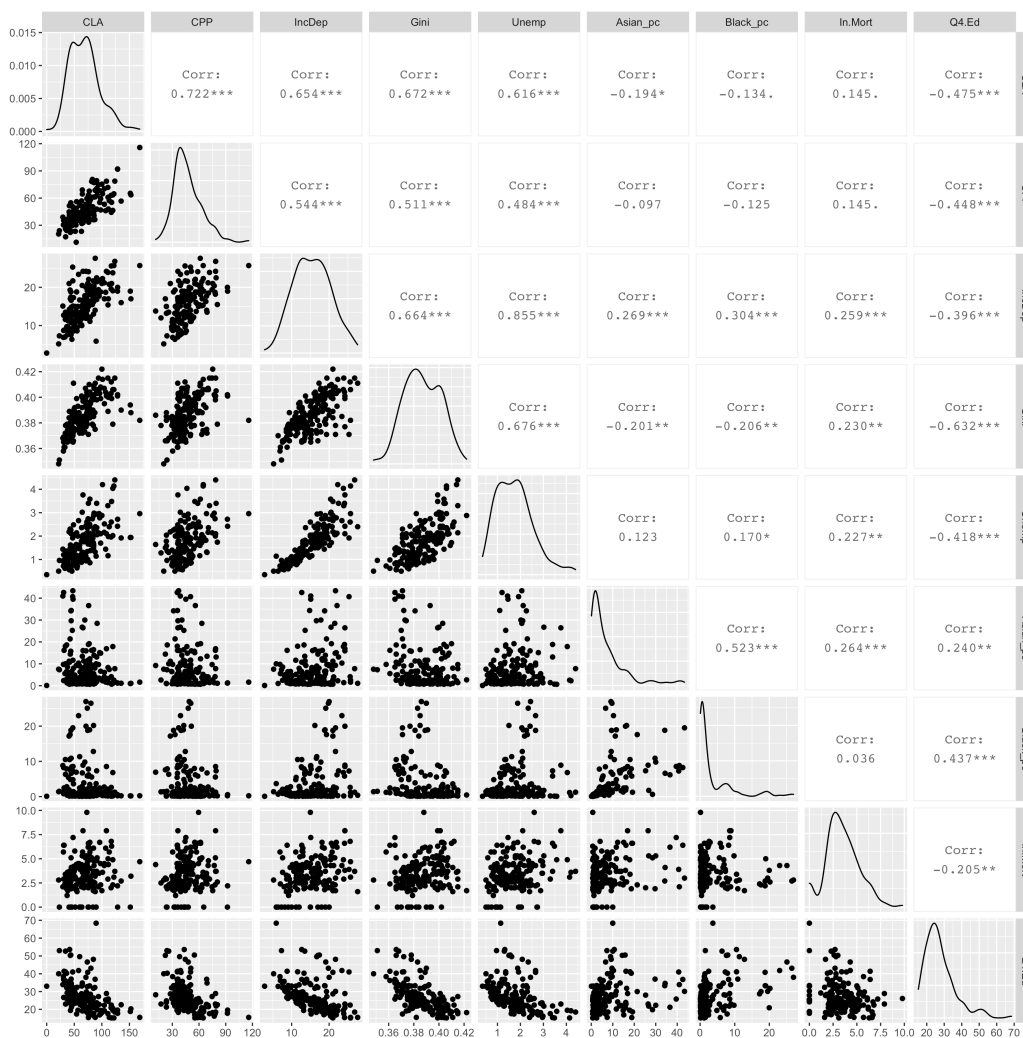 CLA CPP IncDep Gini Unemp Asian_pc Black_pc In.Mort Q4.Ed
0.015
0.010
0.005
0.000
Corr: Corr: Corr: Corr: Corr: Corr: Corr: Corr:
0.722*** 0.654*** 0.672*** 0.616*** -0.194* -0.134. 0.145. -0.475***
120
90
60
30
Corr: Corr: Corr: Corr: Corr: Corr: Corr:
0.544*** 0.511*** 0.484*** -0.097 -0.125 0.145. -0.448***
20
10
Corr: Corr: Corr: Corr: Corr: Corr:
0.664*** 0.855*** 0.269*** 0.304*** 0.259*** -0.396***
0.42
0.40
0.38
0.36
Corr: Corr: Corr: Corr: Corr:
0.676*** -0.201** -0.206** 0.230** -0.632***
4
3
2
1
Corr: Corr: Corr: Corr:
0.123 0.170* 0.227** -0.418***
40
30
20
10
0
Corr: Corr: Corr:
0.523*** 0.264*** 0.240**
20
10
0
Corr: Corr:
0.036 0.437***
10.0
7.5
5.0
2.5
0.0
Corr:
-0.205**
70
60
50
40
30
20
0 50 100 150 30 60 90 120 10 20 0.36 0.38 0.40 0.42 1 2 3 4 0 10 20 30 40 0 10 20 0.0 2.5 5.0 7.5 10.0 20 30 40 50 60 70